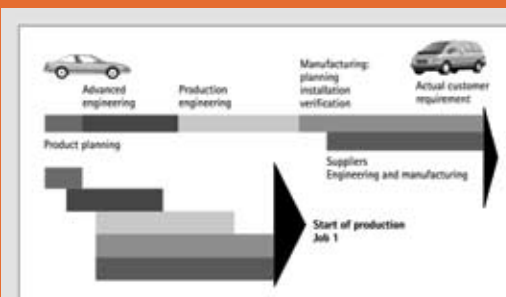 Manufacturing:
planning
installation
verification
Advanced
engineering
Production
engineering
Actual customer
requirement
Product planning
Suppliers
Engineering and manufacturing
Start of production
Job 1